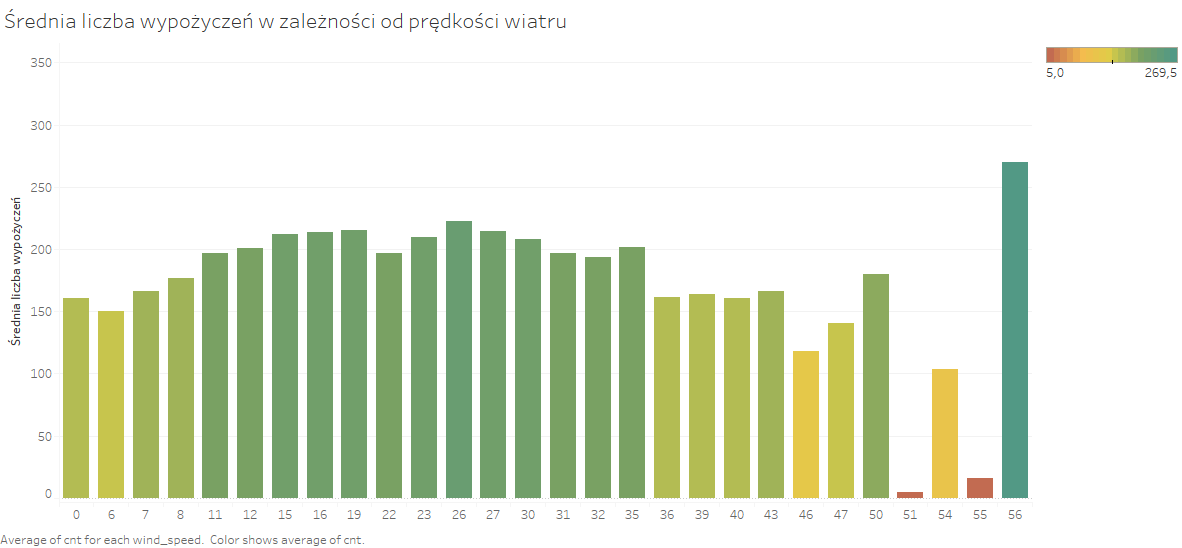 Średnia liczba wypożyczeń w zależności od prędkości wiatru
5,0 269,5
Średnia liczba wypożyczeń
350
300
250
200
150
100
50
0
0 6 7 8 11 12 15 16 19 22 23 26 27 30 31 32 35 36 39 40 43 46 47 50 51 54 55 56
Average of cnt for each wind_speed. Color shows average of cnt.